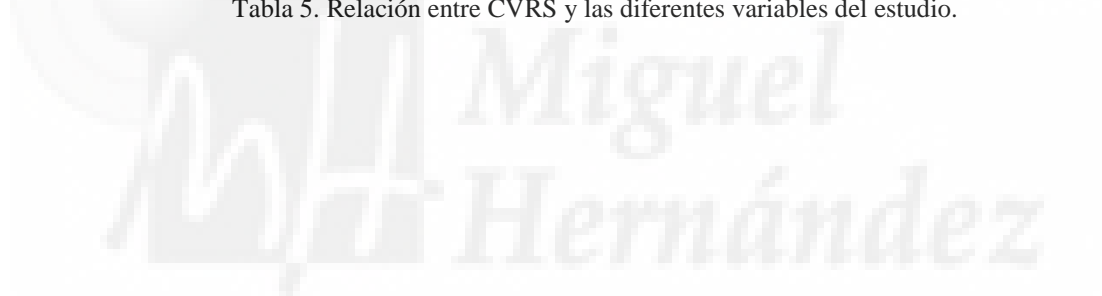 Tabla 5. Relación entre CVRS y las diferentes variables del estudio.
Miguel
Hernández